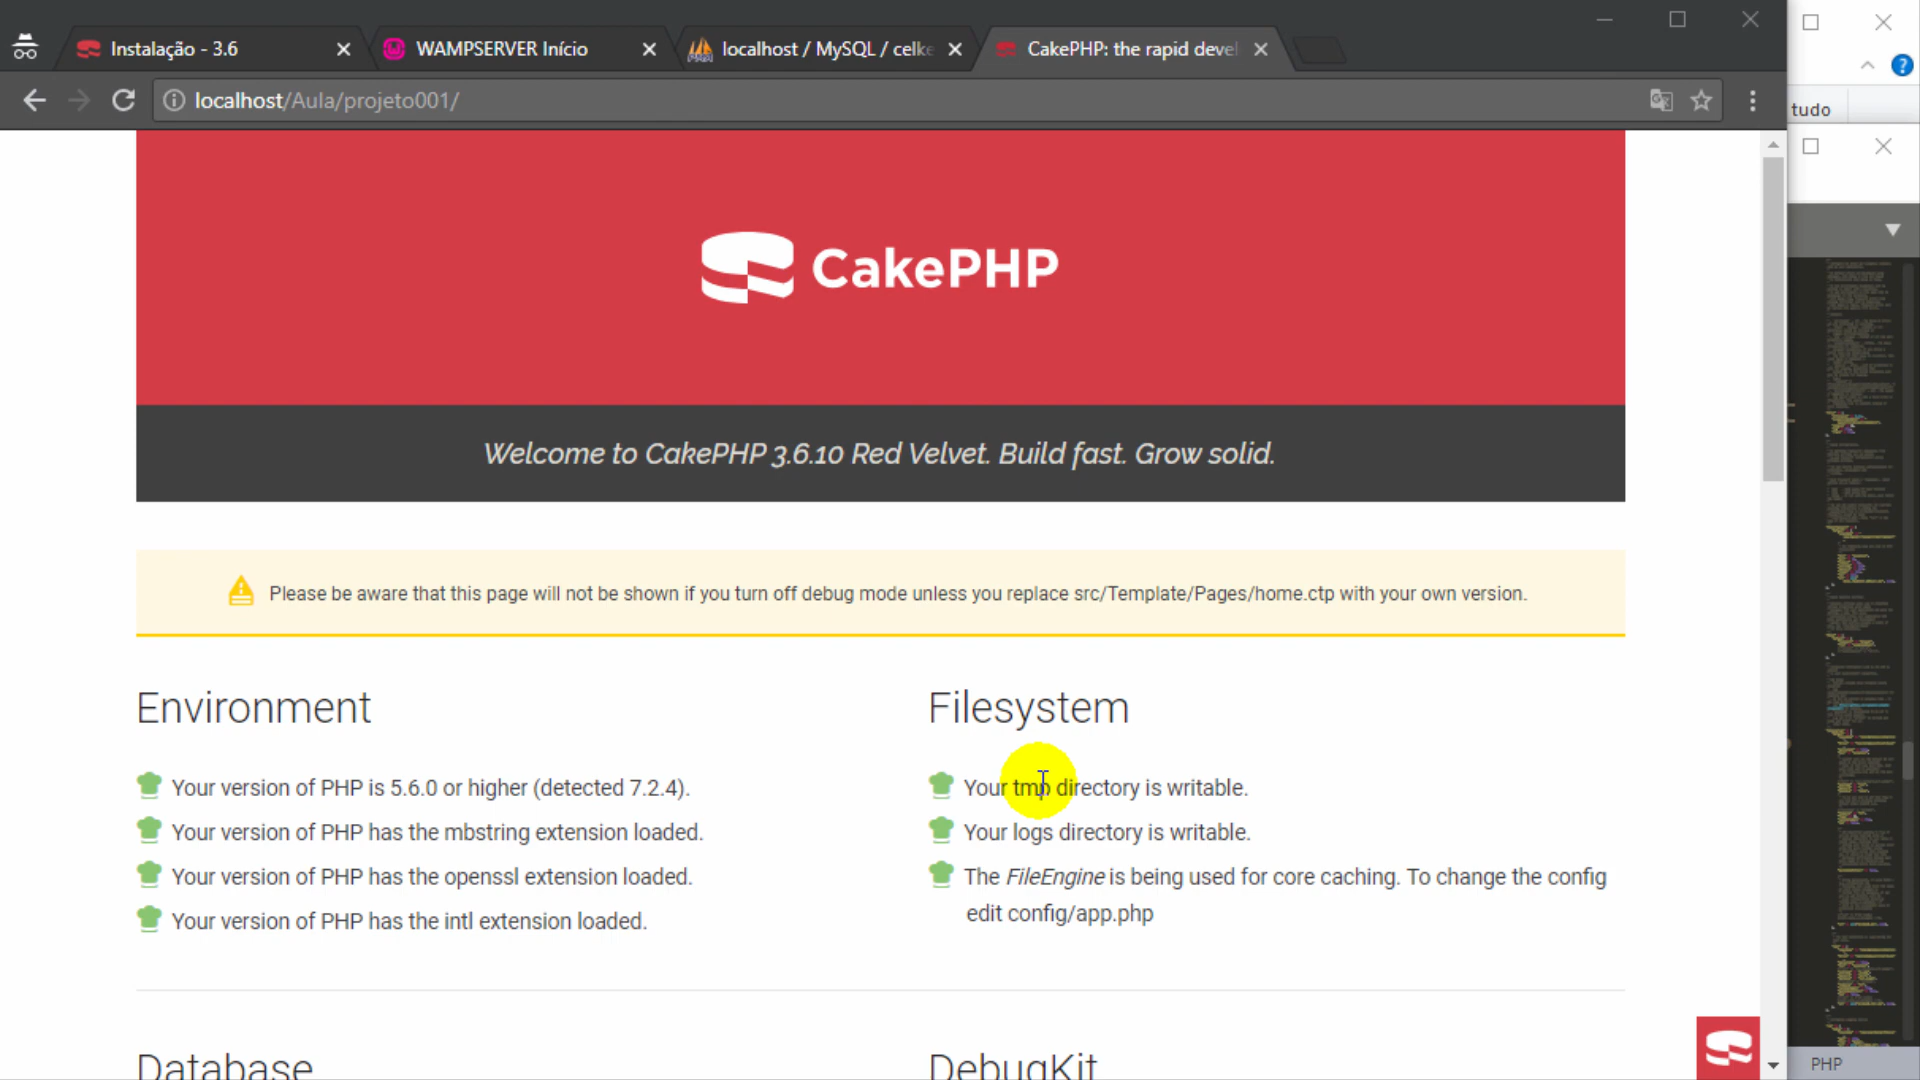 Instalação - 3.6
WAMPSERVER Início
localhost / MySQL / celke
CakePHP: the rapid devel
localhost/Aula/projeto001/
tudo
CakePHP
Welcome to CakePHP 3.6.10 Red Velvet. Build fast. Grow solid.
Please be aware that this page will not be shown if you turn off debug mode unless you replace src/Template/Pages/home.ctp with your own version.
Environment
Your version of PHP is 5.6.0 or higher (detected 7.2.4).
Your version of PHP has the mbstring extension loaded.
Your version of PHP has the openssl extension loaded.
Your version of PHP has the intl extension loaded.
Filesystem
Your tmp directory is writable.
Your logs directory is writable.
The FileEngine is being used for core caching. To change the config
edit config/app.php
Database
DebugKit
PHP